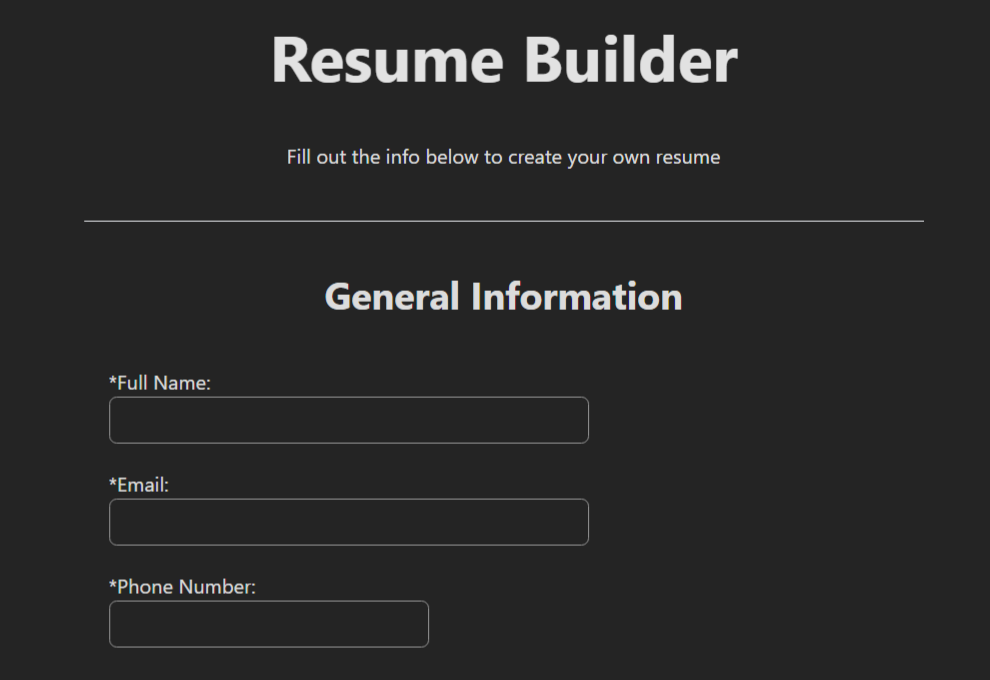 Resume Builder
Fill out the info below to create your own resume
General Information
*Full Name:
*Email:
*Phone Number: